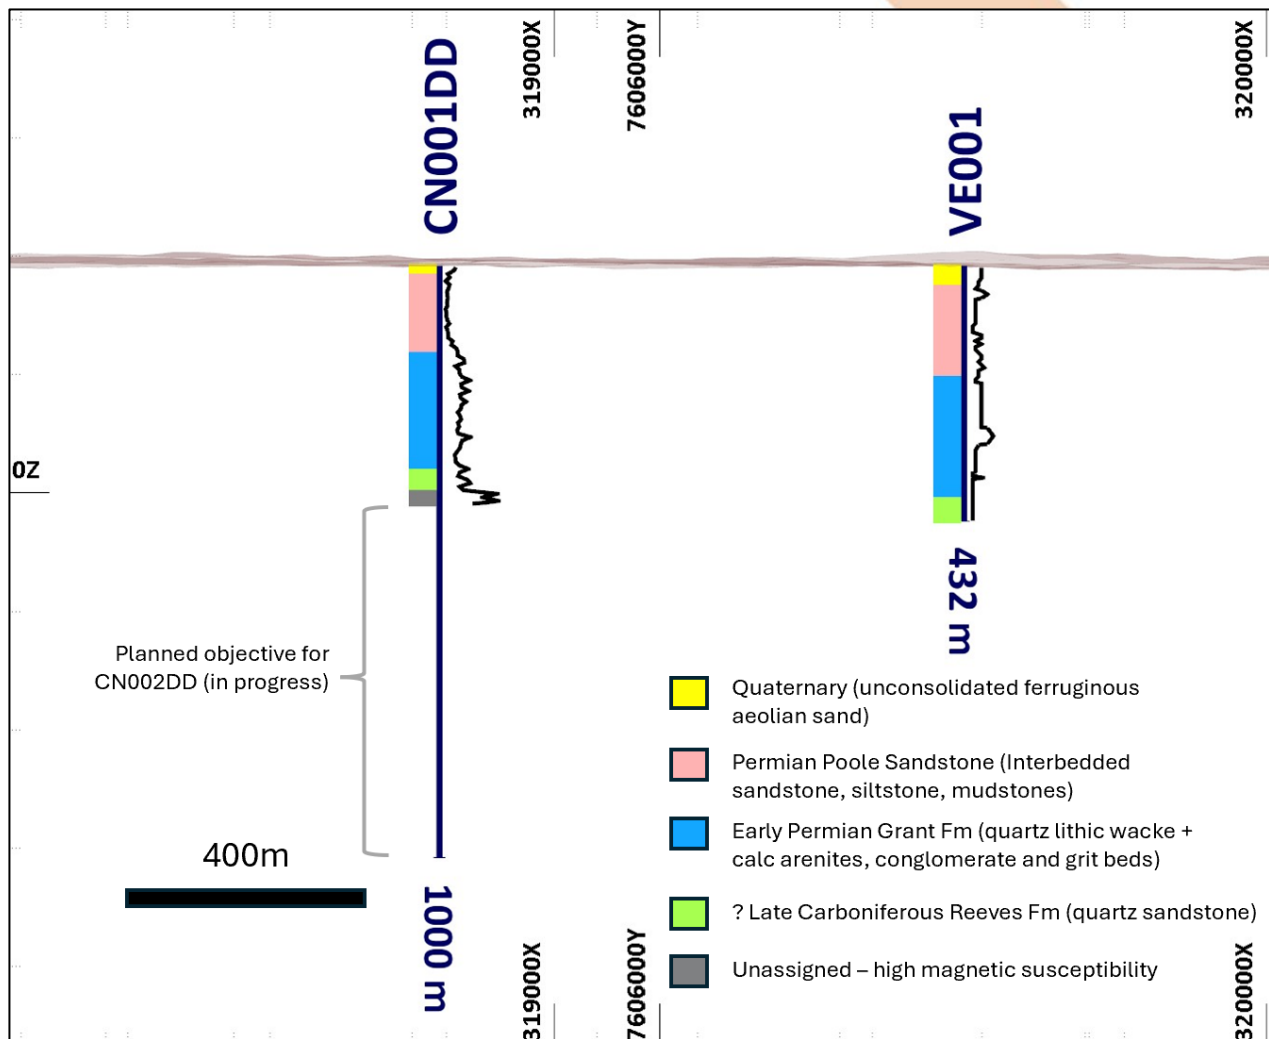 CN001DD
319000X
7606000Y
VE001
320000X
0Z
432 m
Planned objective for
CN002DD (in progress)
Quaternary (unconsolidated ferruginous
aeolian sand)
Permian Poole Sandstone (Interbedded
sandstone, siltstone, mudstones)
Early Permian Grant Fm (quartz lithic wacke +
calc arenites, conglomerate and grit beds)
400m
? Late Carboniferous Reeves Fm (quartz sandstone)
Unassigned – high magnetic susceptibility
1000 m
319000X
7606000Y
320000X